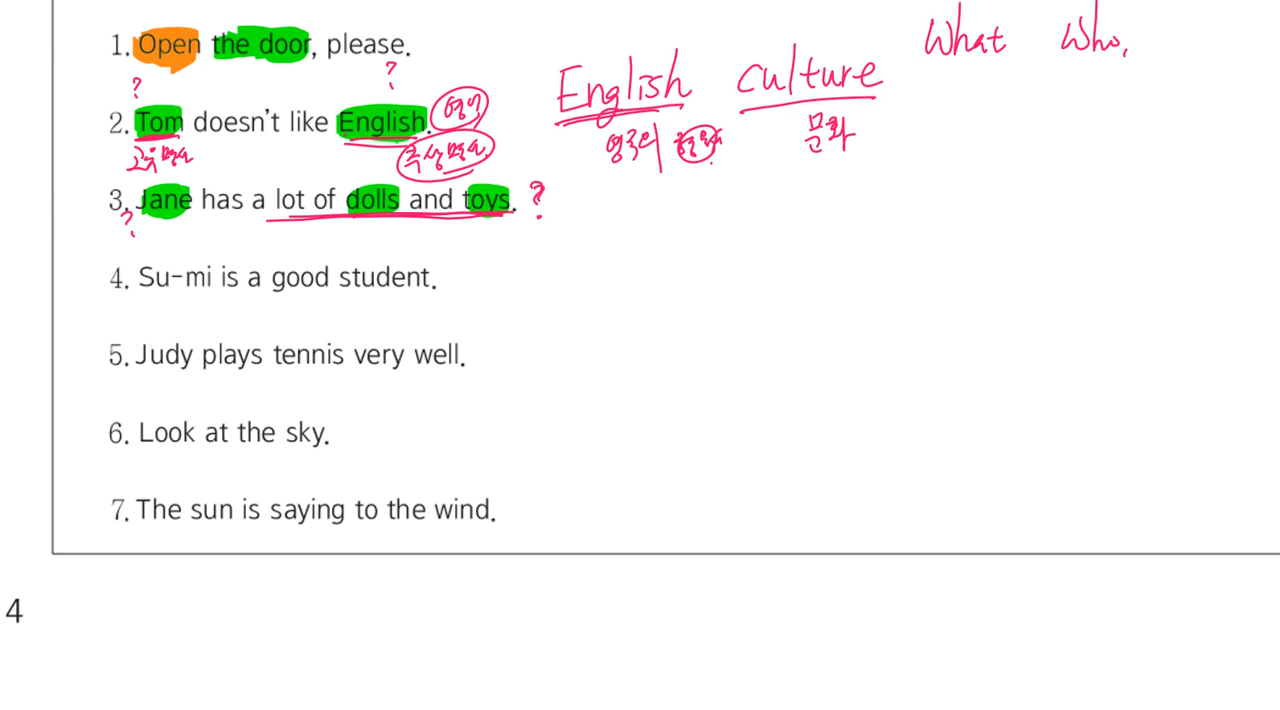 What Who,
1. Open the door, please.
? ?
English culture
영국의 형용사 문화
2. Tom doesn't like English. 영어
고유명사 추상명사.
3. Jane has a lot of dolls and toys. ?
?
4. Su-mi is a good student.
5. Judy plays tennis very well.
6. Look at the sky.
7. The sun is saying to the wind.
4